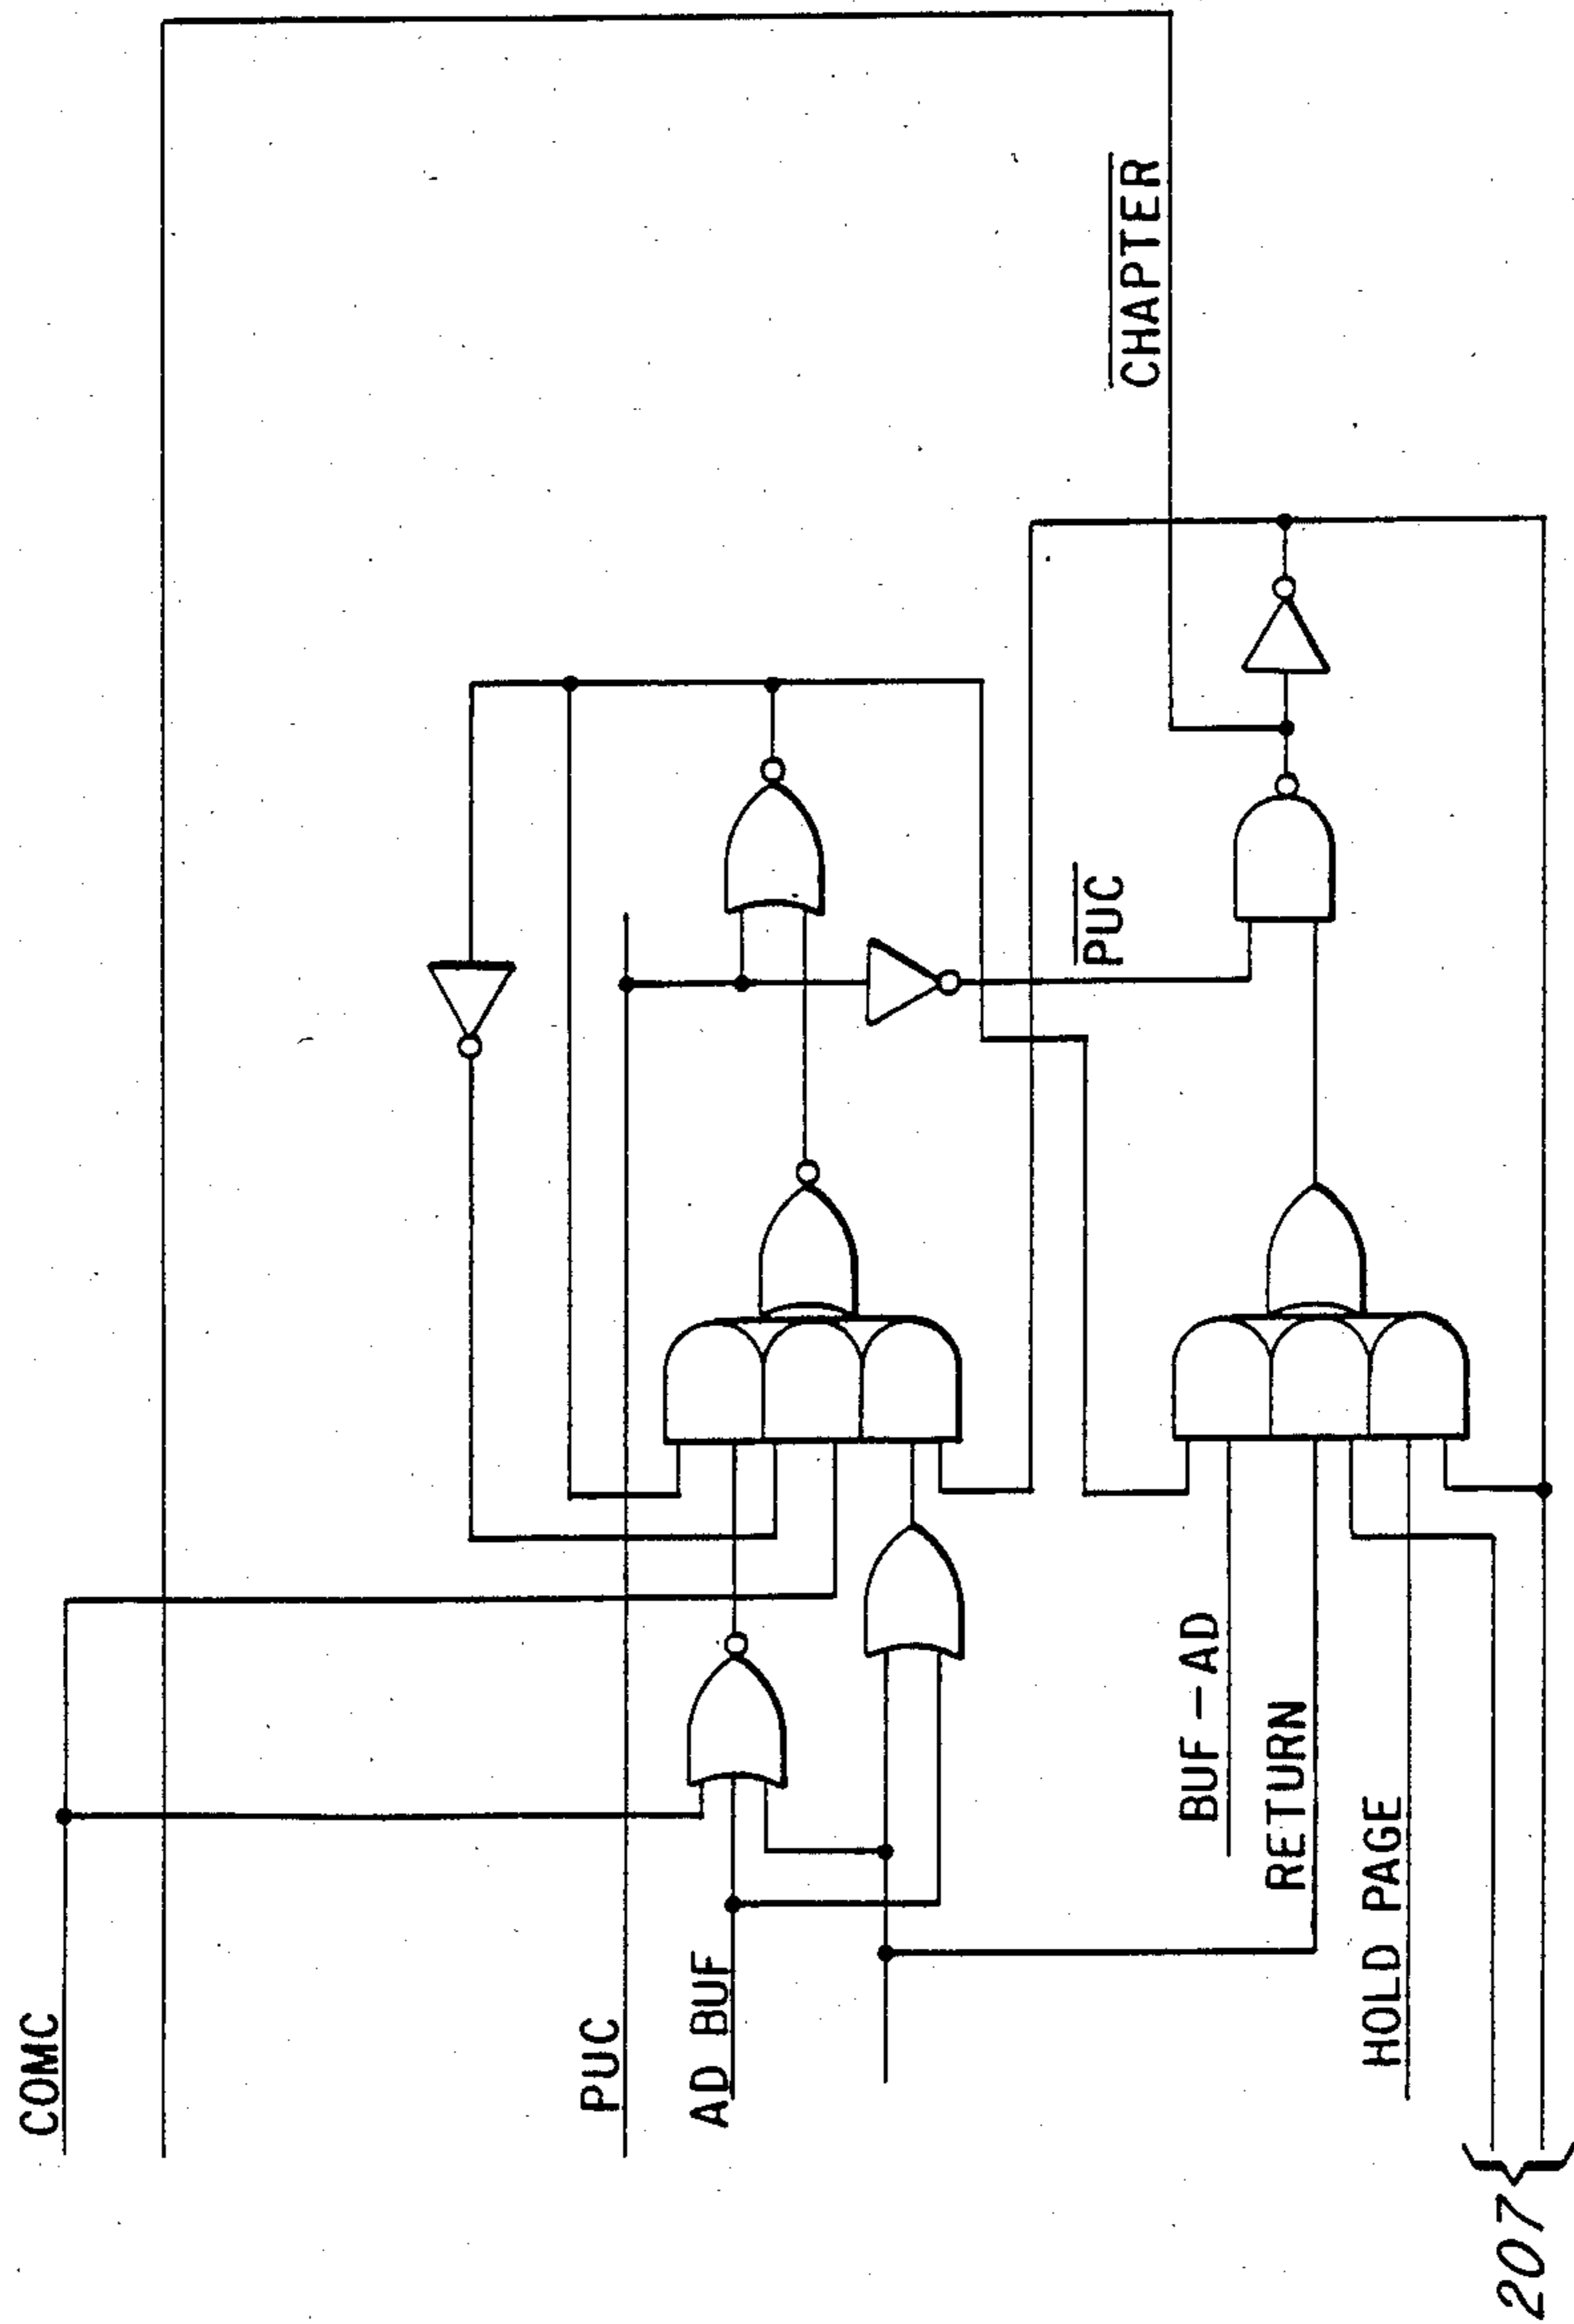 COMC
PUC
AD BUF
PUC
CHAPTER
BUF-AD
RETURN
HOLD PAGE
207